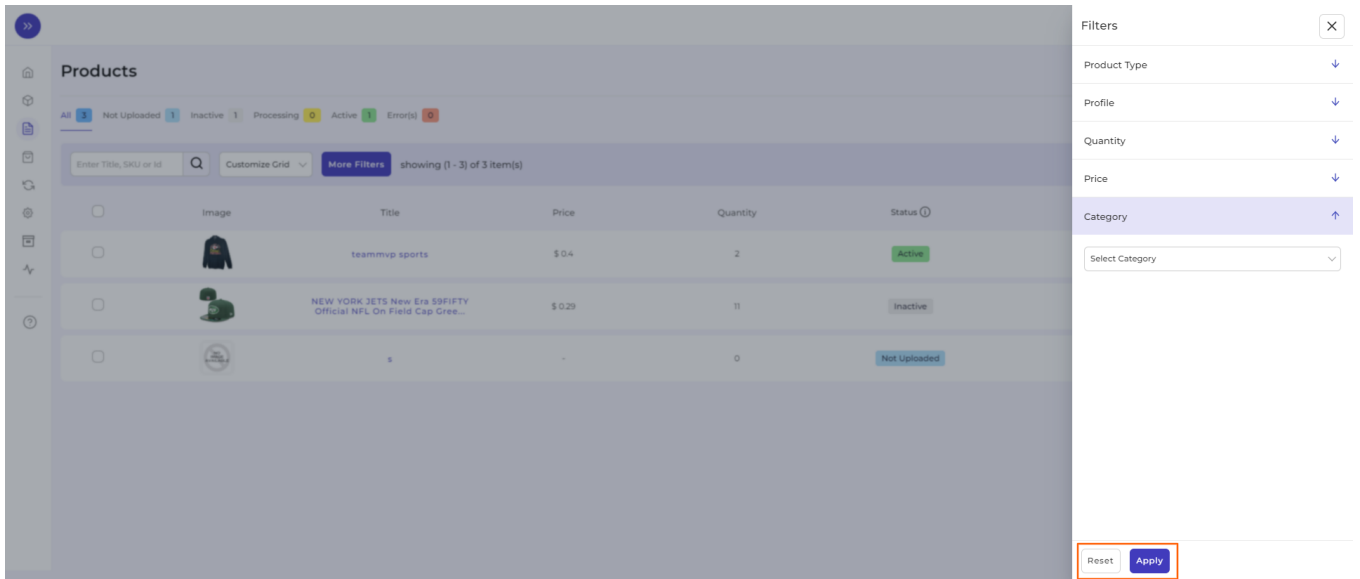 Filters
Products
Product Type
Profile
Quantity
Price
Category
Select Category
Reset Apply
All 3 Not Uploaded 1 Inactive 1 Processing 0 Active 1 Error(s) 0
Enter Title, SKU or Id Customize Grid More Filters showing (1 - 3) of 3 item(s)
Image Title Price Quantity Status
teammvp sports $ 0.4 2 Active
NEW YORK JETS New Era 59FIFTY
Official NFL On Field Cap Gree... $ 0.29 11 Inactive
s - 0 Not Uploaded